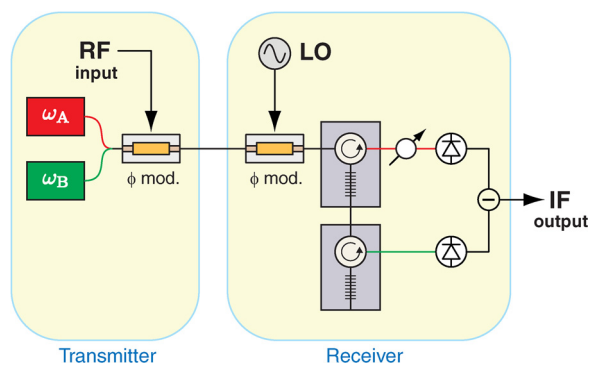 RF
input
LO
ωA
ωB
ϕ mod.
ϕ mod.
IF
output
Transmitter
Receiver